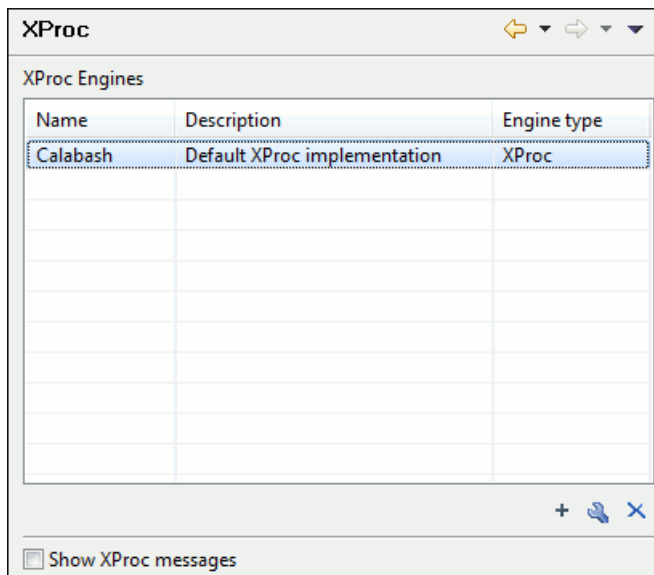 XProc
XProc Engines
Name Description Engine type
Calabash Default XProc implementation XProc
Show XProc messages